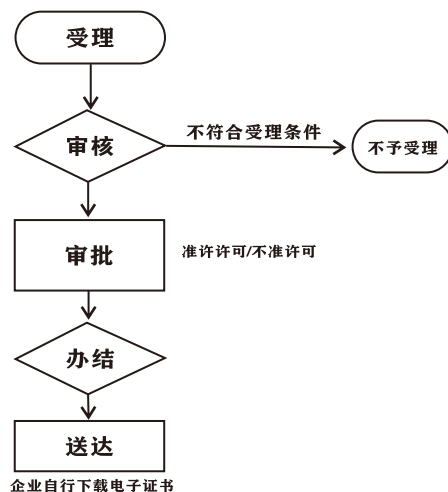 受理
审核
不符合受理条件
不予受理
审批
准许许可/不准许可
办结
送达
企业自行下载电子证书